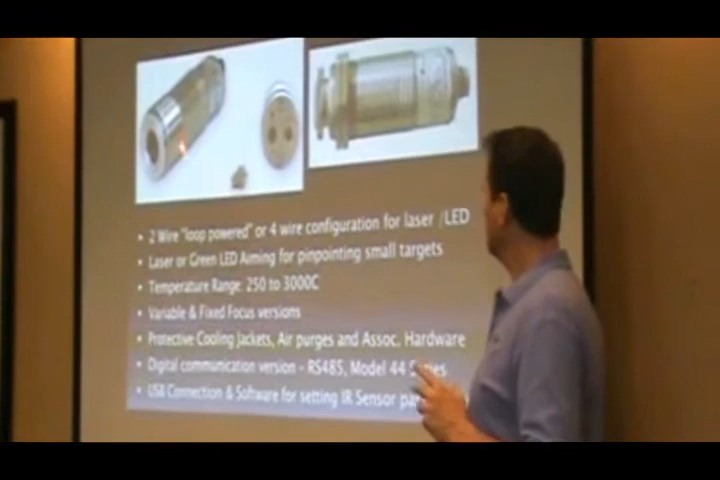 • 2 Wire "loop powered" or 4 wire configuration for laser /LED
• Laser or Green LED Aiming for pinpointing small targets
• Temperature Range: 250 to 3000C
• Variable & Fixed Focus versions
• Protective Cooling Jackets, Air purges and Assoc. Hardware
• Digital communication version - RS485, Model 44
• USB Connection & Software for setting IR Sensor